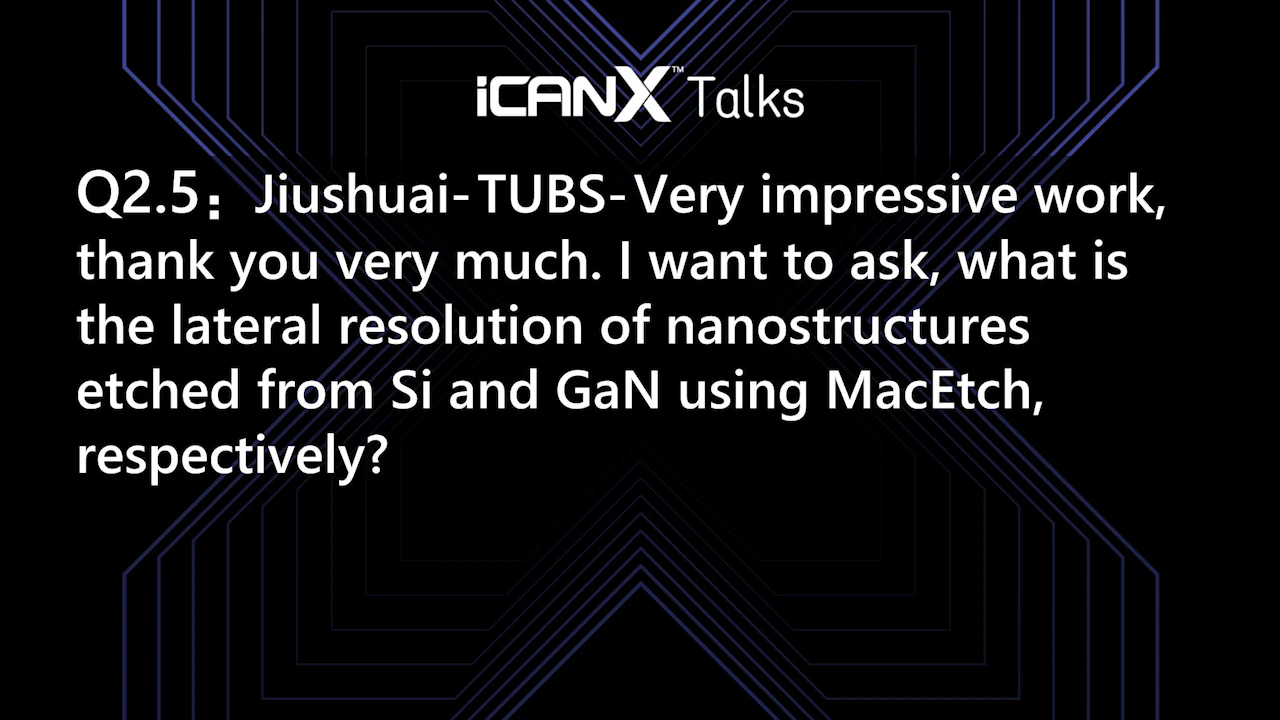 iCANX™ Talks
Q2.5：Jiushuai-TUBS-Very impressive work,
thank you very much. I want to ask, what is
the lateral resolution of nanostructures
etched from Si and GaN using MacEtch,
respectively?